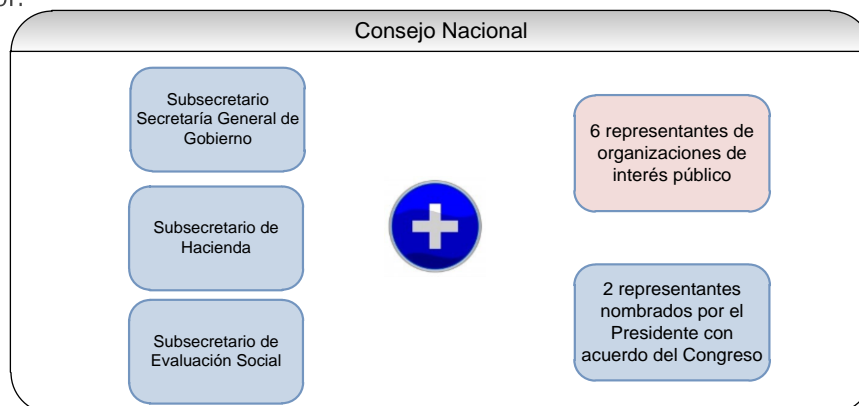 or:
Consejo Nacional
Subsecretario
Secretaría General de
Gobierno
Subsecretario de
Hacienda
Subsecretario de
Evaluación Social
6 representantes de
organizaciones de
interés público
2 representantes
nombrados por el
Presidente con
acuerdo del Congreso